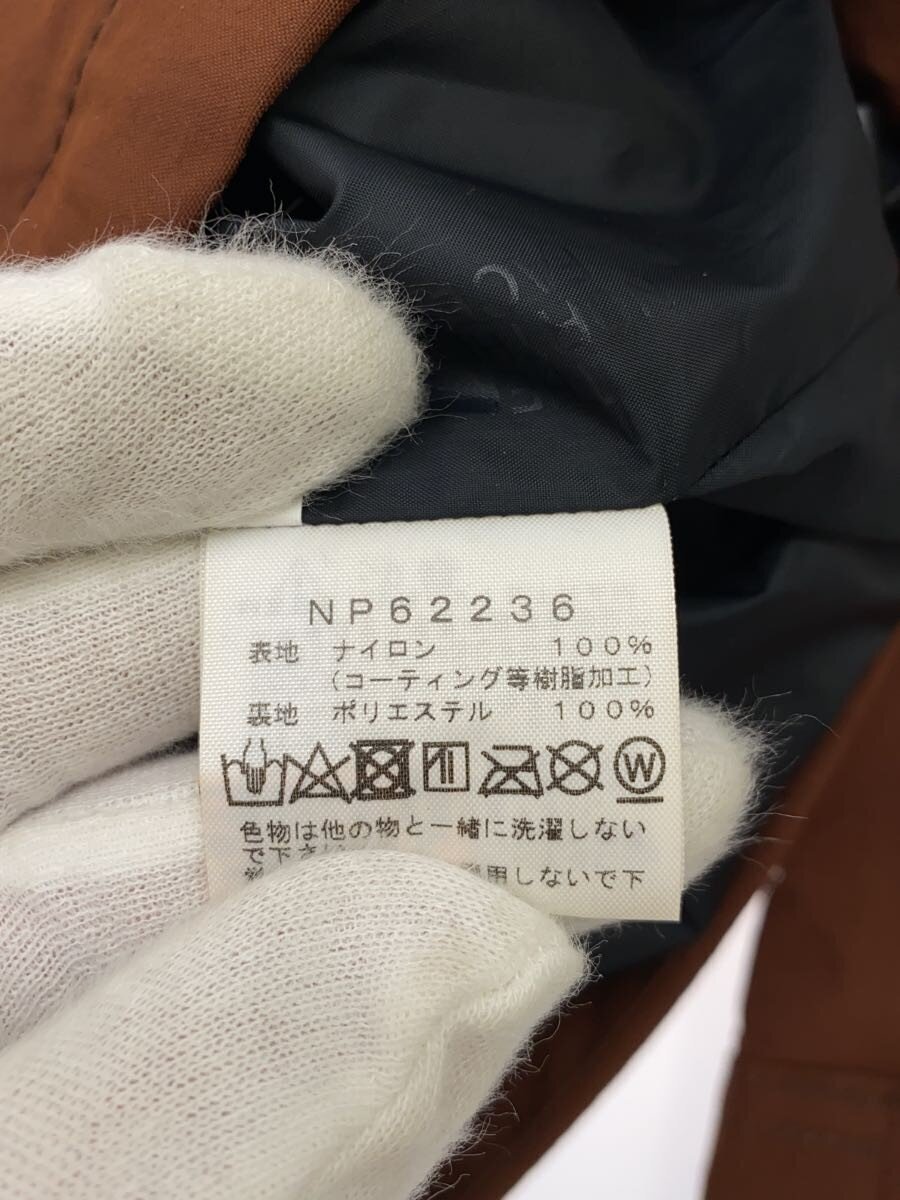 NP62236
表地 ナイロン 100%
(コーティング等樹脂加工)
裏地 ポリエステル 100%
W
色物は他の物と一緒に洗濯しない
で下さい
用しないで下